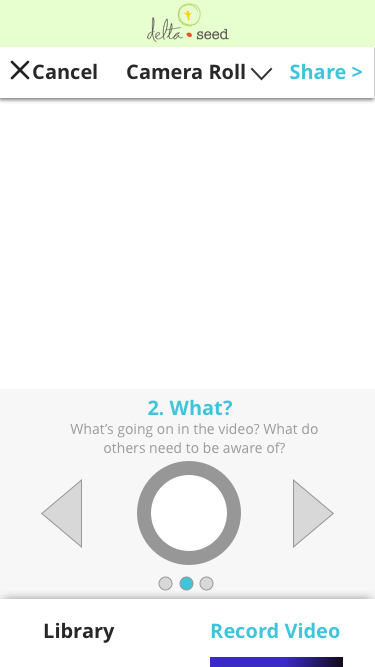 delta seed
Cancel Camera Roll Share >
2. What?
What's going on in the video? What do
others need to be aware of?
Library Record Video